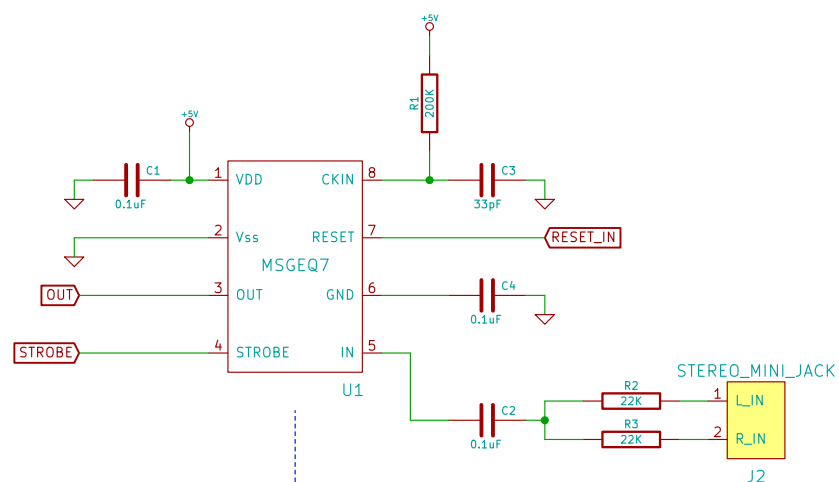 +5V
R1
200K
+5V
C1
0.1uF
1
VDD
CKIN
8
C3
33pF
2
Vss
RESET
7
RESET_IN
MSGEQ7
OUT
3
OUT
GND
6
C4
0.1uF
STROBE
4
STROBE
IN
5
U1
STEREO_MINI_JACK
R2
22K
1
L_IN
C2
0.1uF
R3
22K
2
R_IN
J2